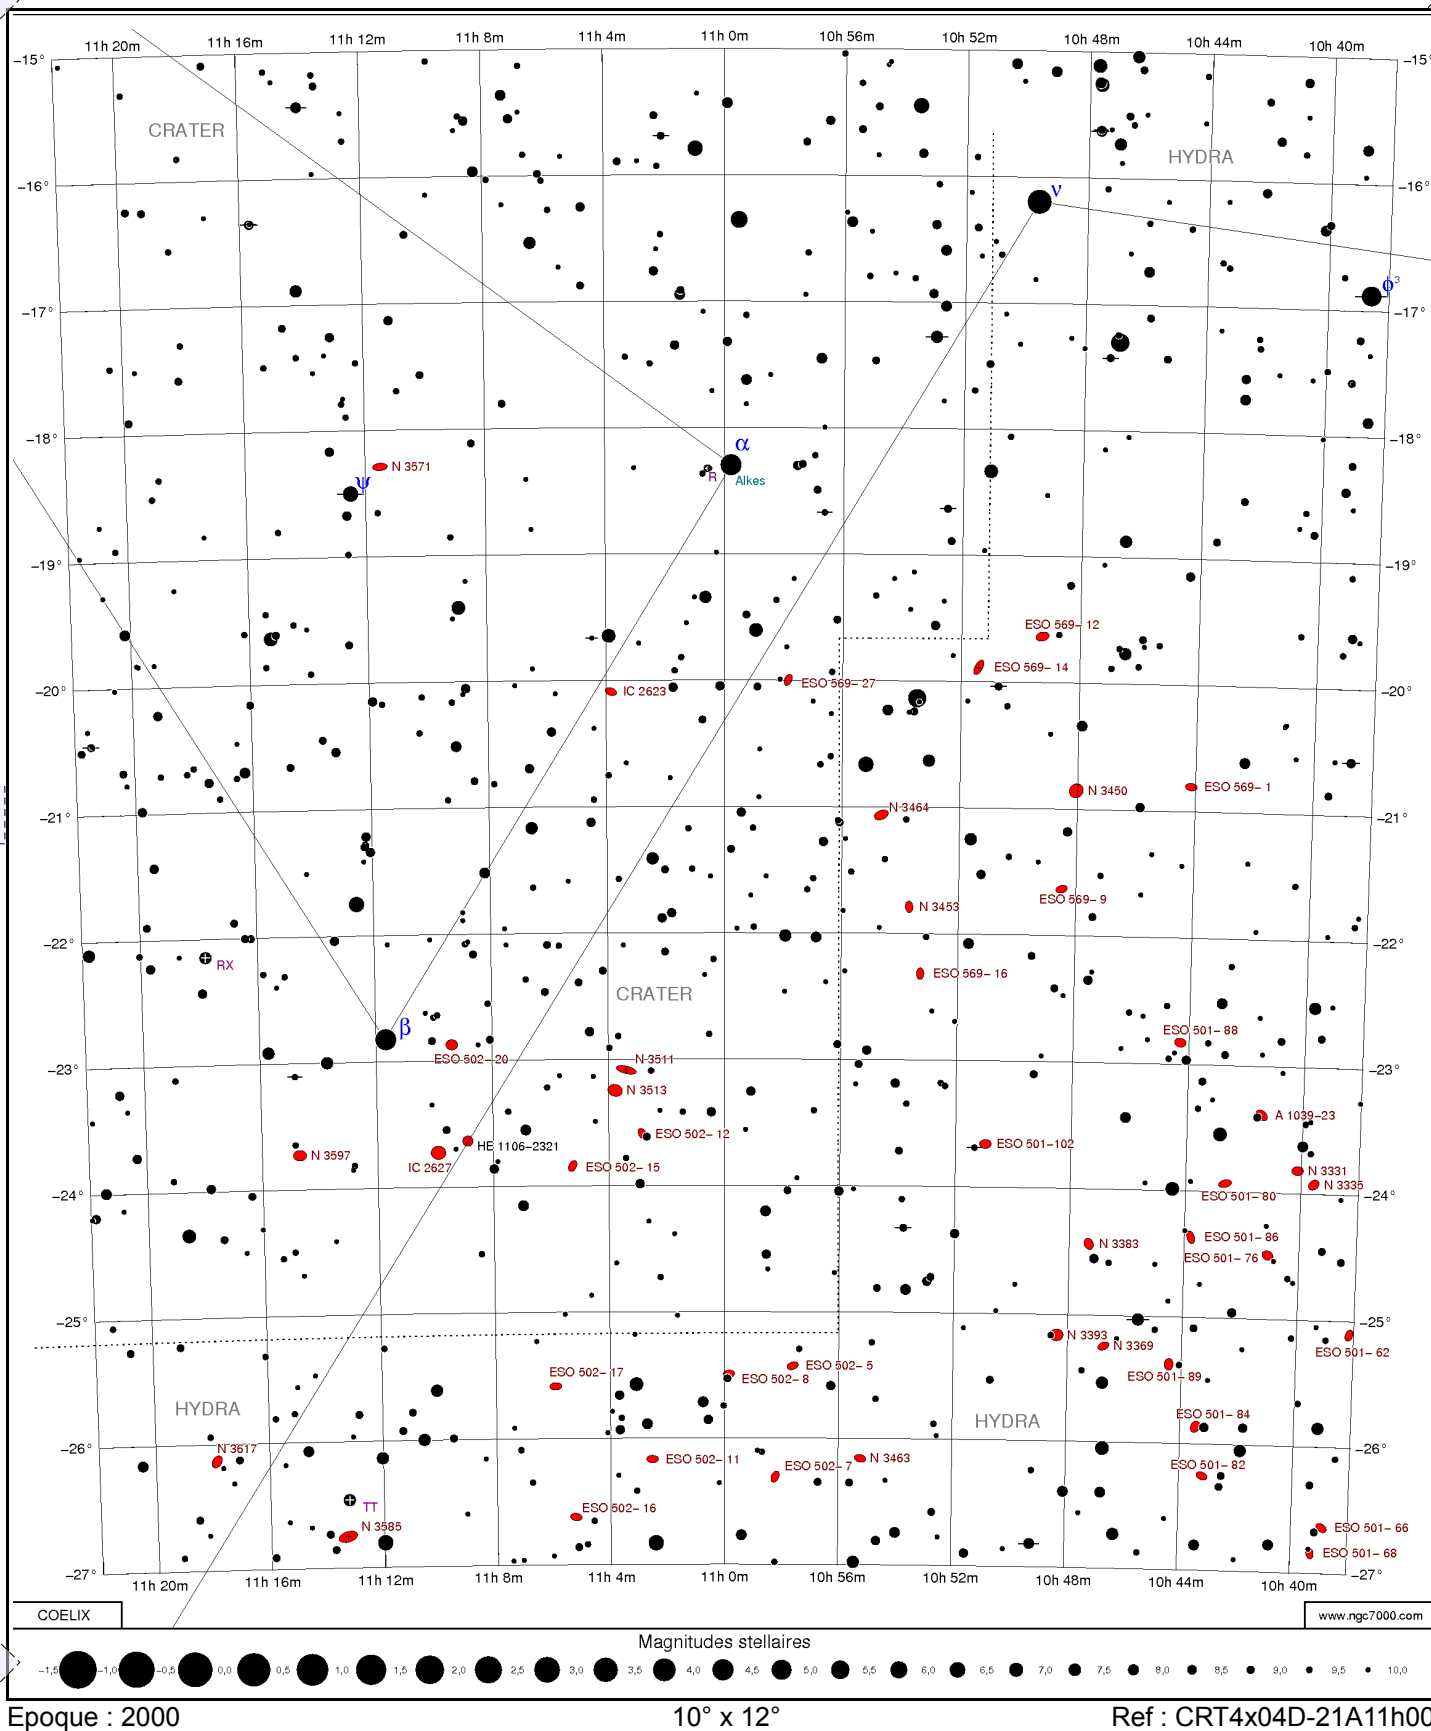 11h 20m 11h 16m 11h 12m 11h 8m 11h 4m 11h 0m 10h 56m 10h 52m 10h 48m 10h 44m 10h 40m
−15° −15°
CRATER
HYDRA
−16° −16°
ν
ϕ³
−17° −17°
−18° −18°
α
N 3571
R
Alkes
ψ
−19° −19°
ESO 569− 12
ESO 569− 14
ESO 569− 27
−20° IC 2623 −20°
N 3450
ESO 569− 1
N 3464
−21° −21°
ESO 569− 9
N 3453
−22° −22°
RX
ESO 569− 16
CRATER
β
ESO 501− 88
ESO 502−20
N 3511
−23° −23°
N 3513
A 1039−23
ESO 502− 12
HE 1106−2321
ESO 501−102
N 3597
IC 2627
ESO 502− 15
N 3331
N 3335
−24° −24°
ESO 501− 80
N 3383
ESO 501− 86
ESO 501− 76
−25° −25°
N 3393
N 3369
ESO 501− 62
ESO 502− 17
ESO 502− 5
ESO 502− 8
ESO 501− 89
HYDRA
HYDRA
ESO 501− 84
−26° −26°
N 3617
ESO 502− 11
ESO 502− 7
N 3463
ESO 501− 82
TT
ESO 502− 16
N 3585
ESO 501− 66
ESO 501− 68
−27° −27°
11h 20m 11h 16m 11h 12m 11h 8m 11h 4m 11h 0m 10h 56m 10h 52m 10h 48m 10h 44m 10h 40m
COELIX
www.ngc7000.com
Magnitudes stellaires
−1,5 −1,0 −0,5 0,0 0,5 1,0 1,5 2,0 2,5 3,0 3,5 4,0 4,5 5,0 5,5 6,0 6,5 7,0 7,5 8,0 8,5 9,0 9,5 10,0
Epoque : 2000 10° x 12° Ref : CRT4x04D-21A11h00